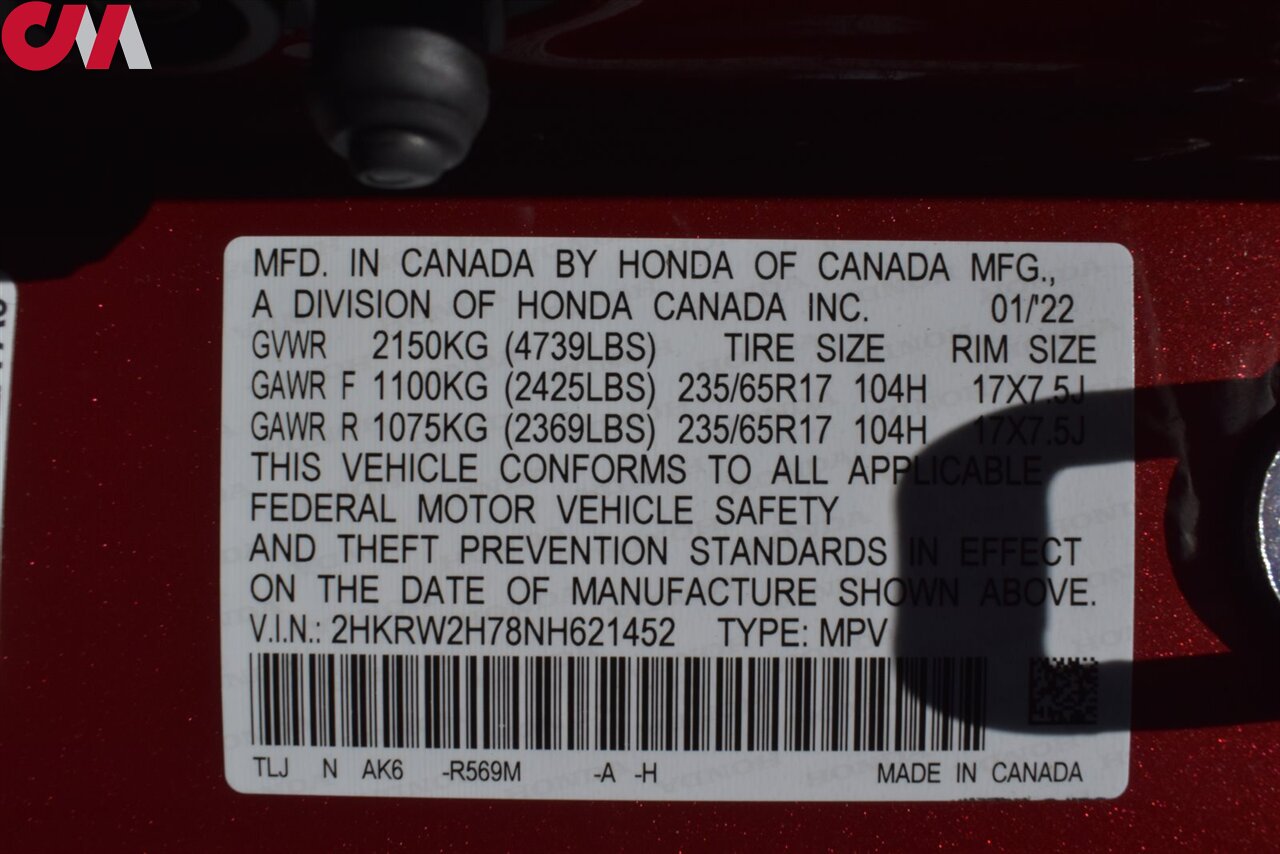 CJM
MFD. IN CANADA BY HONDA OF CANADA MFG.,
A DIVISION OF HONDA CANADA INC. 01/'22
GVWR 2150KG (4739LBS) TIRE SIZE RIM SIZE
GAWR F 1100KG (2425LBS) 235/65R17 104H 17X7.5J
GAWR R 1075KG (2369LBS) 235/65R17 104H 17X7.5J
THIS VEHICLE CONFORMS TO ALL APPLICABLE
FEDERAL MOTOR VEHICLE SAFETY
AND THEFT PREVENTION STANDARDS IN EFFECT
ON THE DATE OF MANUFACTURE SHOWN ABOVE.
V.I.N.: 2HKRW2H78NH621452 TYPE: MPV
TLJ N AK6 -R569M -A -H MADE IN CANADA